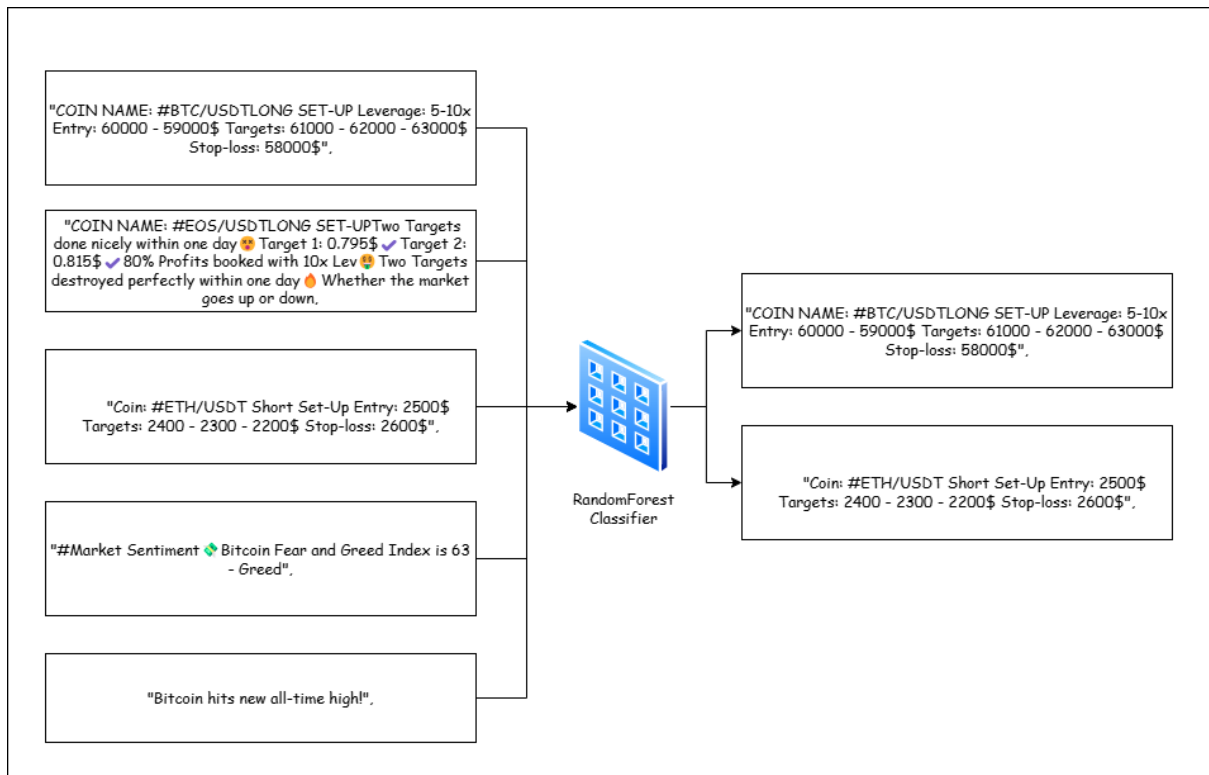 "COIN NAME: #BTC/USDTLONG SET-UP Leverage: 5-10x
Entry: 60000 - 59000$ Targets: 61000 - 62000 - 63000$
Stop-loss: 58000$",
"COIN NAME: #EOS/USDTLONG SET-UPTwo Targets
done nicely within one day😵 Target 1: 0.795$ ✔ Target 2:
0.815$ ✔ 80% Profits booked with 10x Lev🤑 Two Targets
destroyed perfectly within one day🔥 Whether the market
goes up or down,
"Coin: #ETH/USDT Short Set-Up Entry: 2500$
Targets: 2400 - 2300 - 2200$ Stop-loss: 2600$",
"#Market Sentiment 💸 Bitcoin Fear and Greed Index is 63
- Greed",
"Bitcoin hits new all-time high!",
RandomForest
Classifier
"COIN NAME: #BTC/USDTLONG SET-UP Leverage: 5-10x
Entry: 60000 - 59000$ Targets: 61000 - 62000 - 63000$
Stop-loss: 58000$",
"Coin: #ETH/USDT Short Set-Up Entry: 2500$
Targets: 2400 - 2300 - 2200$ Stop-loss: 2600$",